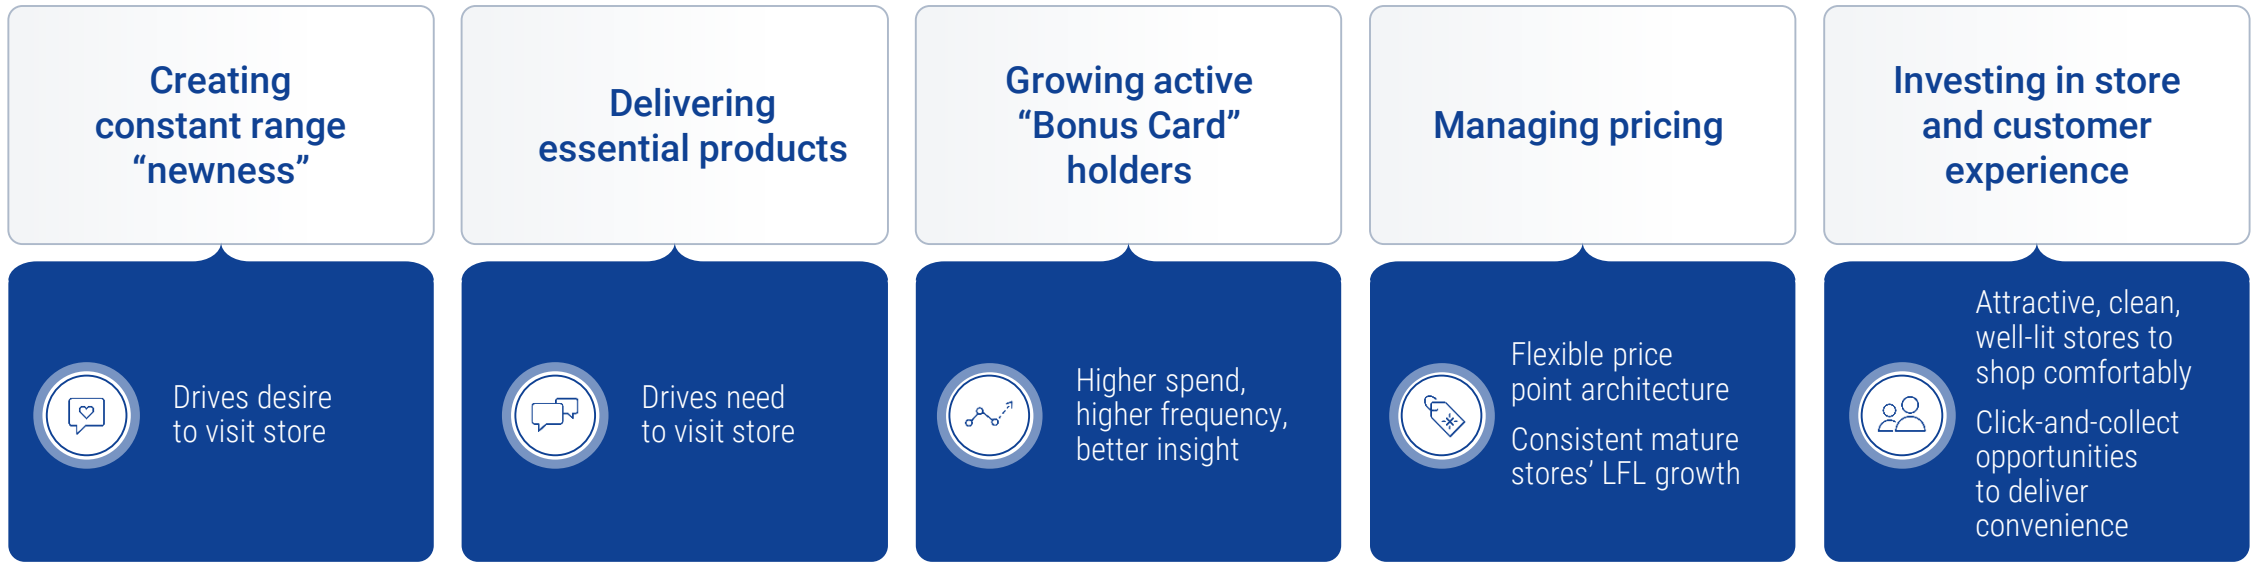 Creating
constant range
“newness”
Drives desire
to visit store
Delivering
essential products
Drives need
to visit store
Growing active
“Bonus Card”
holders
Higher spend,
higher frequency,
better insight
Managing pricing
Flexible price
point architecture
Consistent mature
stores’ LFL growth
Investing in store
and customer
experience
Attractive, clean,
well-lit stores to
shop comfortably
Click-and-collect
opportunities
to deliver
convenience